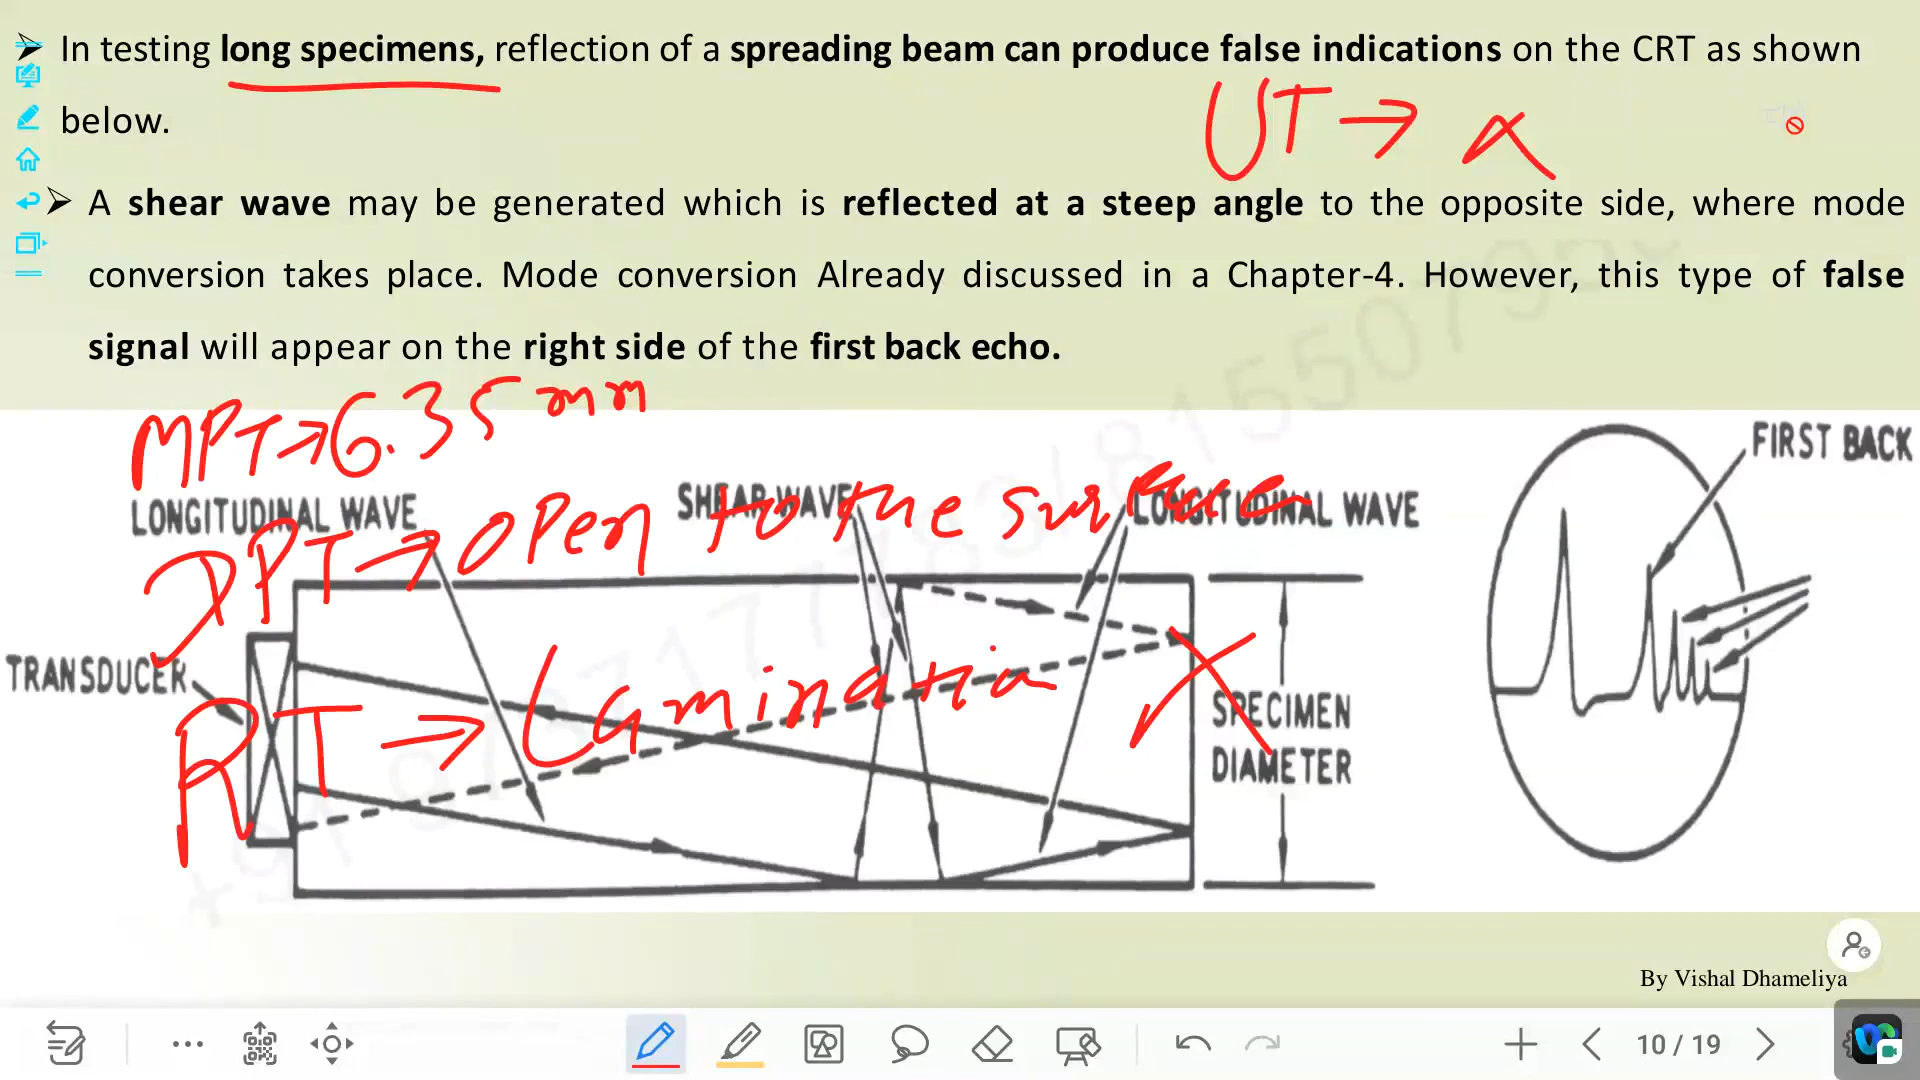 In testing long specimens, reflection of a spreading beam can produce false indications on the CRT as shown
below.
UT → α
A shear wave may be generated which is reflected at a steep angle to the opposite side, where mode
conversion takes place. Mode conversion Already discussed in a Chapter-4. However, this type of false
signal will appear on the right side of the first back echo.
MPT → 6.35 mm
FIRST BACK
LONGITUDINAL WAVE
SHEAR WAVE
LONGITUDINAL WAVE
DPT → open to the surface
TRANSDUCER
RT → Lamination
SPECIMEN
DIAMETER
By Vishal Dhameliya
10 / 19